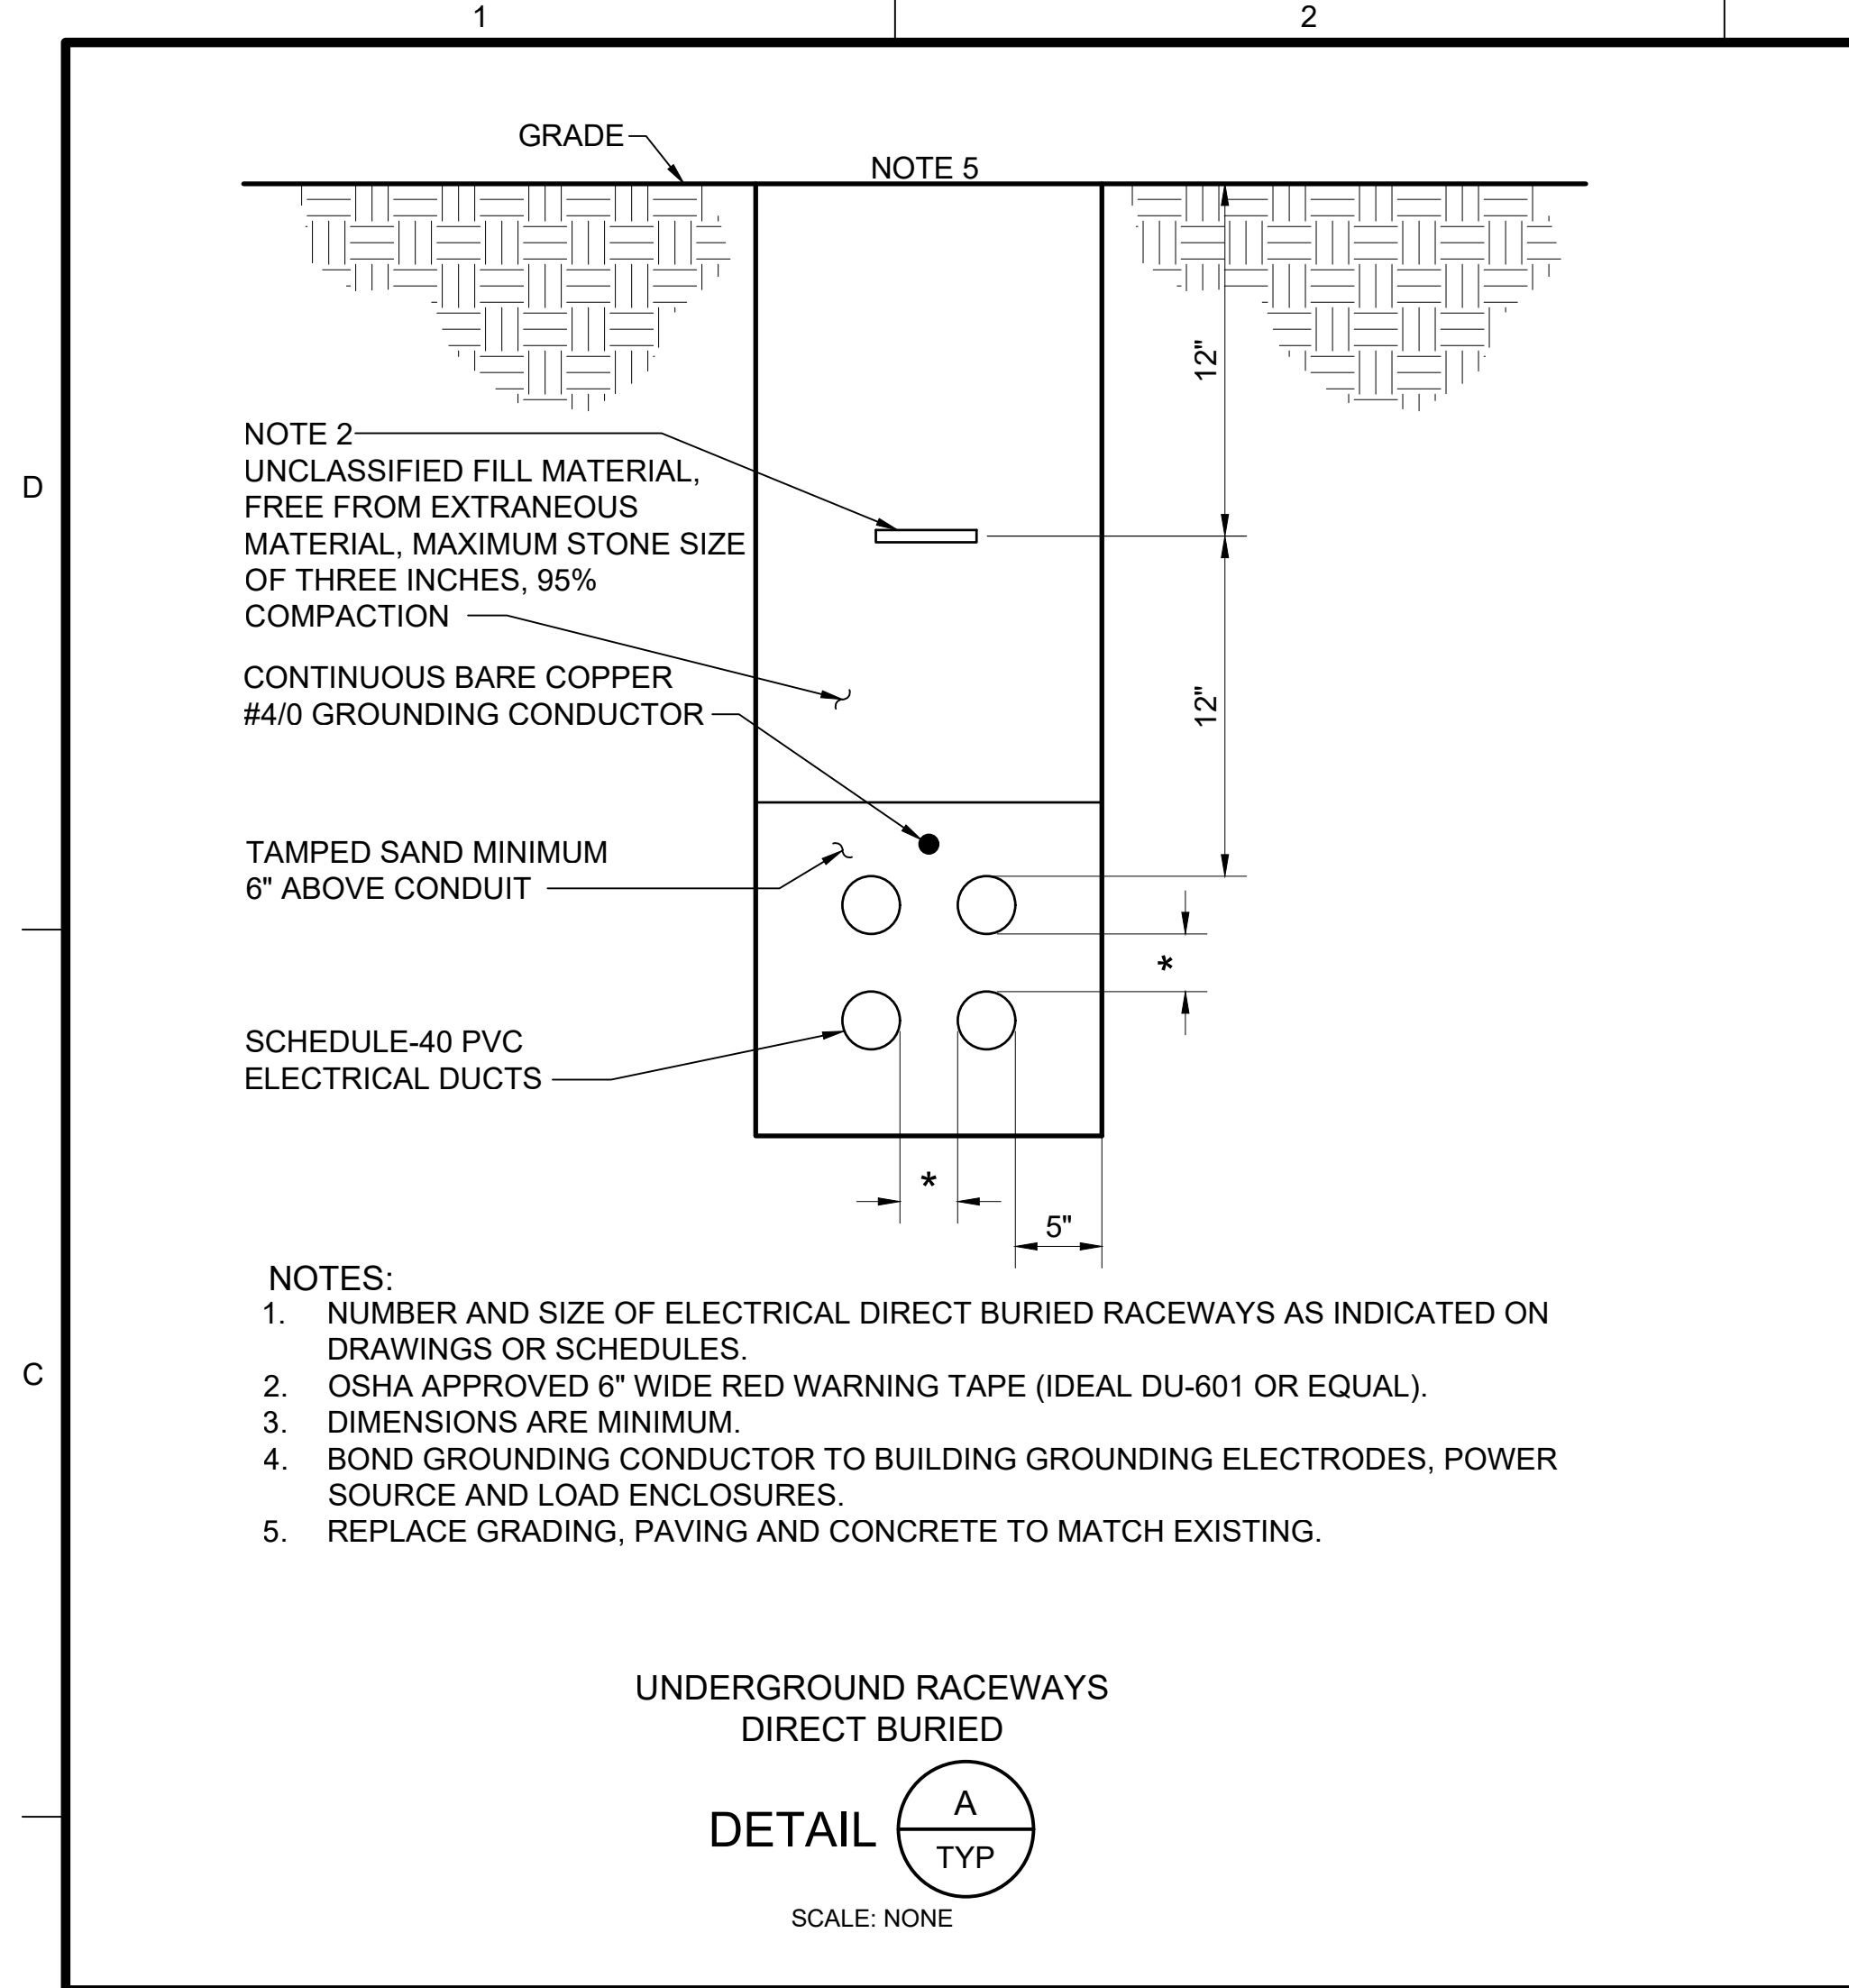 1
2
GRADE
NOTE 5
12"
D
NOTE 2
UNCLASSIFIED FILL MATERIAL,
FREE FROM EXTRANEOUS
MATERIAL, MAXIMUM STONE SIZE
OF THREE INCHES, 95%
COMPACTION
CONTINUOUS BARE COPPER
#4/0 GROUNDING CONDUCTOR
12"
TAMPED SAND MINIMUM
6" ABOVE CONDUIT
*
SCHEDULE-40 PVC
ELECTRICAL DUCTS
*
5"
NOTES:
1. NUMBER AND SIZE OF ELECTRICAL DIRECT BURIED RACEWAYS AS INDICATED ON
DRAWINGS OR SCHEDULES.
C
2. OSHA APPROVED 6" WIDE RED WARNING TAPE (IDEAL DU-601 OR EQUAL).
3. DIMENSIONS ARE MINIMUM.
4. BOND GROUNDING CONDUCTOR TO BUILDING GROUNDING ELECTRODES, POWER
SOURCE AND LOAD ENCLOSURES.
5. REPLACE GRADING, PAVING AND CONCRETE TO MATCH EXISTING.
UNDERGROUND RACEWAYS
DIRECT BURIED
DETAIL
A
TYP
SCALE: NONE